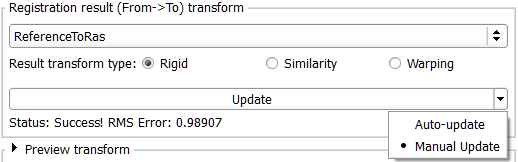 Registration result (From->To) transform
ReferenceToRas
Result transform type: Rigid Similarity Warping
Update
Status: Success! RMS Error: 0.98907
Auto-update
Manual Update
Preview transform